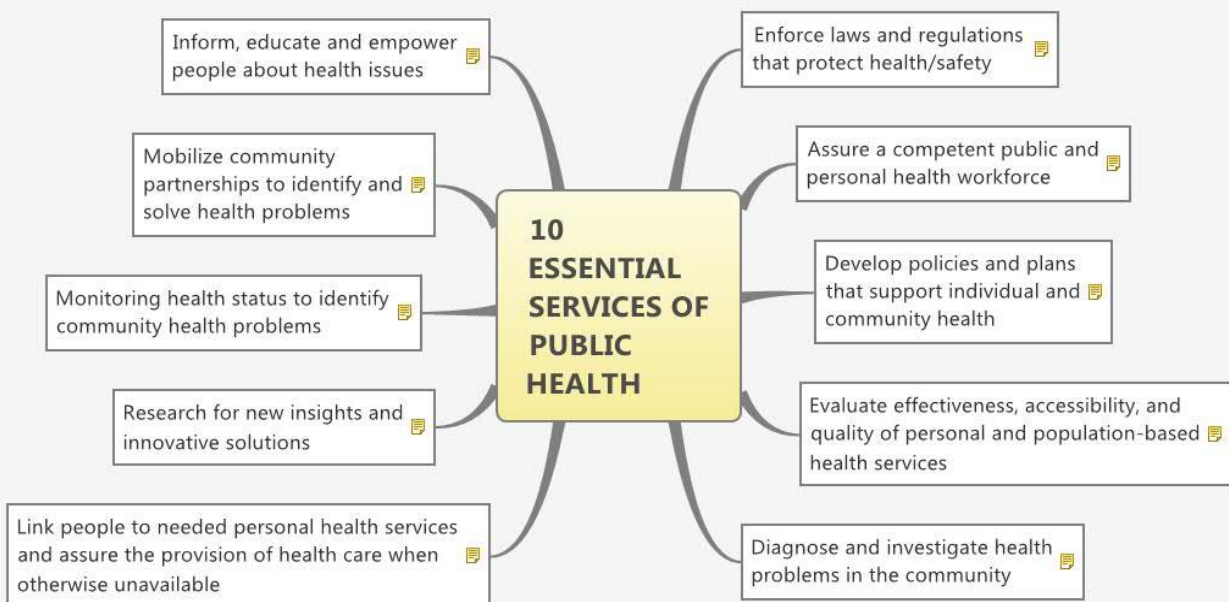 Inform, educate and empower
people about health issues
Mobilize community
partnerships to identify and
solve health problems
Monitoring health status to identify
community health problems
Research for new insights and
innovative solutions
Link people to needed personal health services
and assure the provision of health care when
otherwise unavailable
10
ESSENTIAL
SERVICES OF
PUBLIC
HEALTH
Enforce laws and regulations
that protect health/safety
Assure a competent public and
personal health workforce
Develop policies and plans
that support individual and
community health
Evaluate effectiveness, accessibility, and
quality of personal and population-based
health services
Diagnose and investigate health
problems in the community